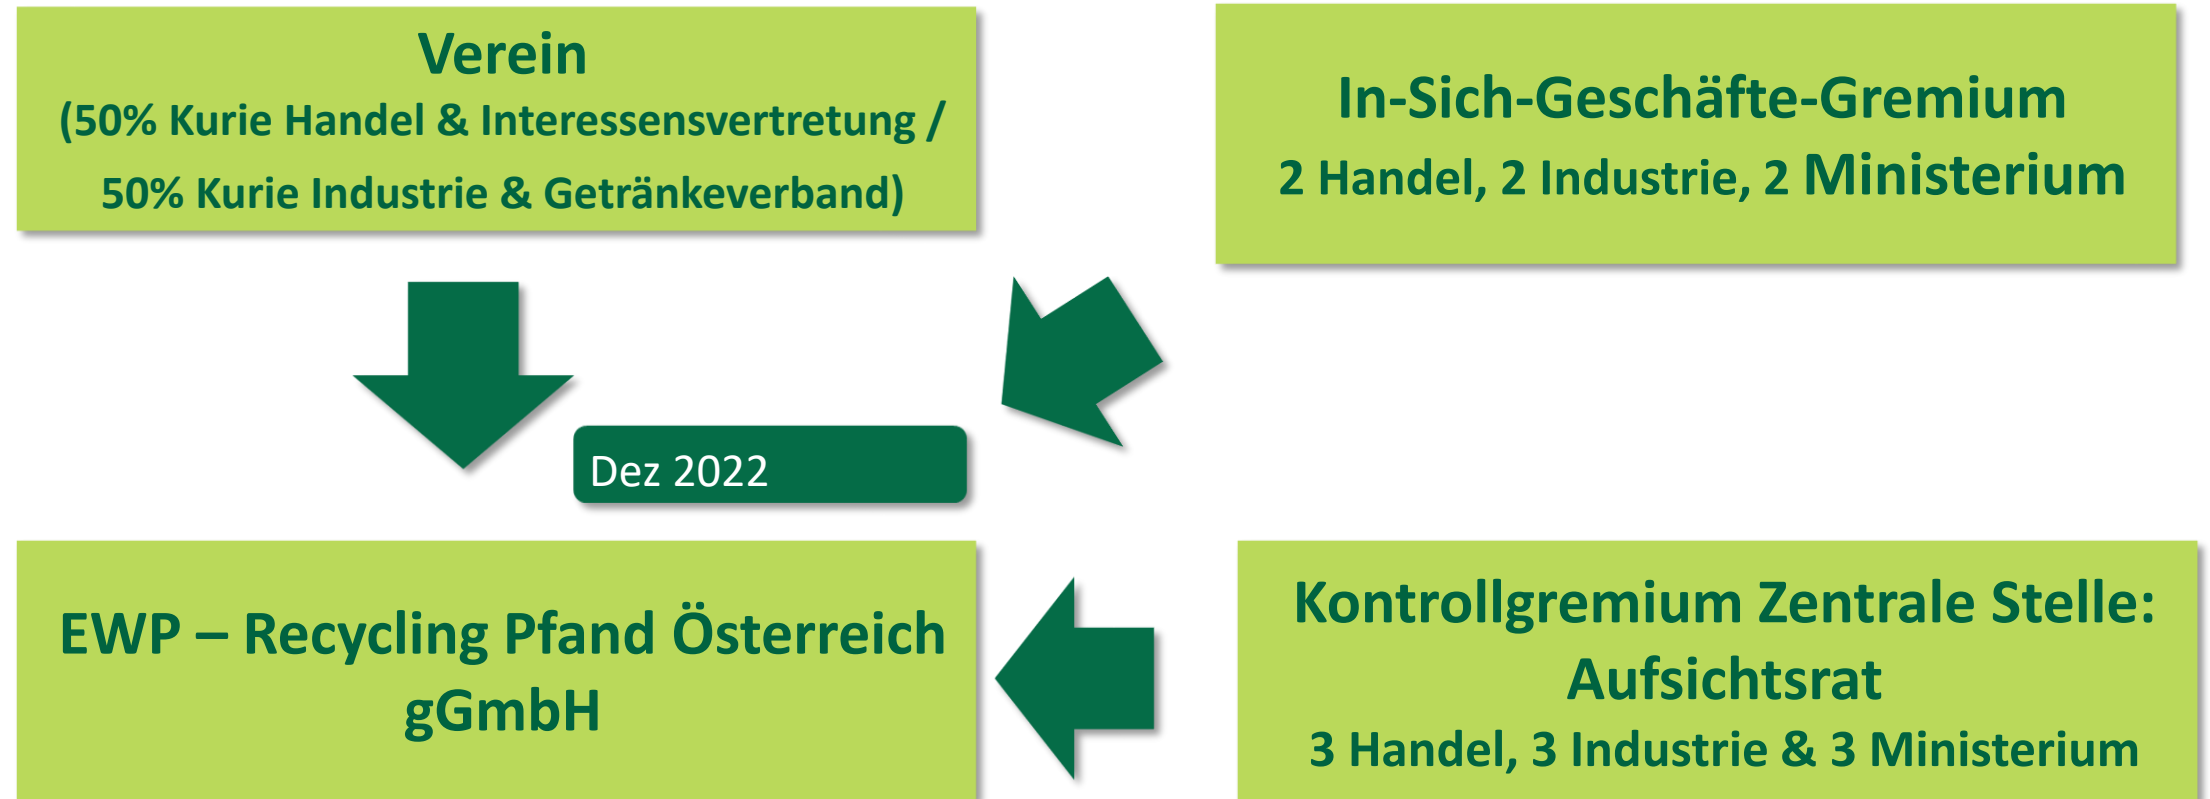 Verein
(50% Kurie Handel & Interessensvertretung /
50% Kurie Industrie & Getränkeverband)
In-Sich-Geschäfte-Gremium
2 Handel, 2 Industrie, 2 Ministerium
Dez 2022
EWP – Recycling Pfand Österreich
gGmbH
Kontrollgremium Zentrale Stelle:
Aufsichtsrat
3 Handel, 3 Industrie & 3 Ministerium